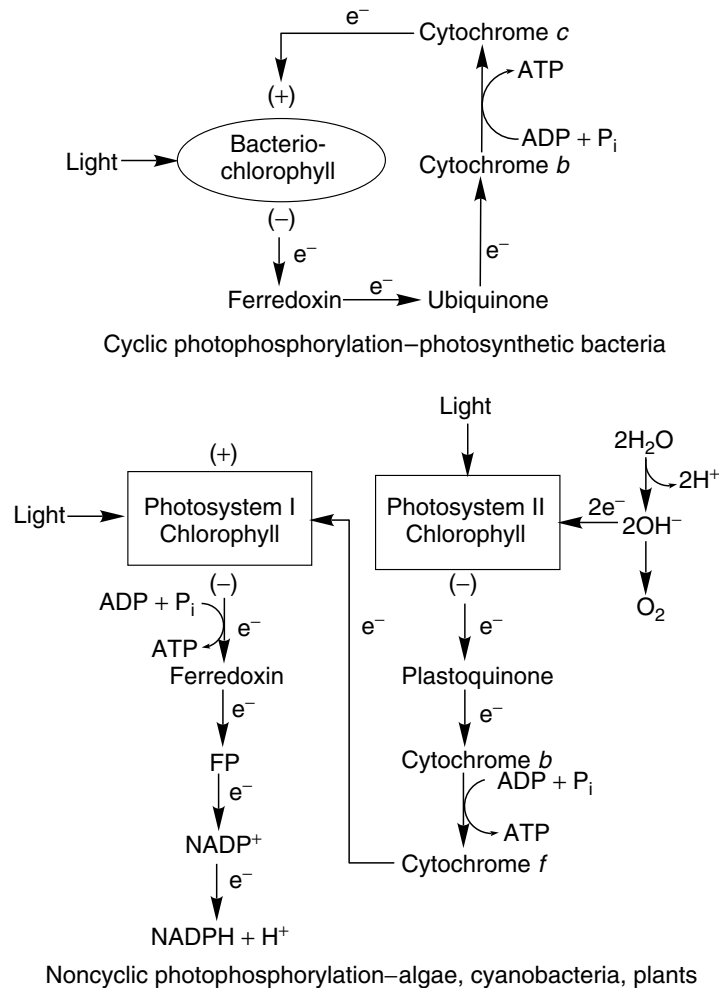 e⁻
Cytochrome c
ATP
(+)
Bacterio-
chlorophyll
Light
ADP + Pᵢ
Cytochrome b
(−)
e⁻
e⁻
Ferredoxin
e⁻
Ubiquinone
Cyclic photophosphorylation–photosynthetic bacteria
Light
(+)
2H₂O
2H⁺
Light
Photosystem I
Chlorophyll
Photosystem II
Chlorophyll
2e⁻
2OH⁻
(−)
(−)
O₂
ADP + Pᵢ
e⁻
ATP
e⁻
e⁻
Ferredoxin
Plastoquinone
e⁻
e⁻
FP
Cytochrome b
ADP + Pᵢ
e⁻
ATP
NADP⁺
Cytochrome f
e⁻
NADPH + H⁺
Noncyclic photophosphorylation–algae, cyanobacteria, plants